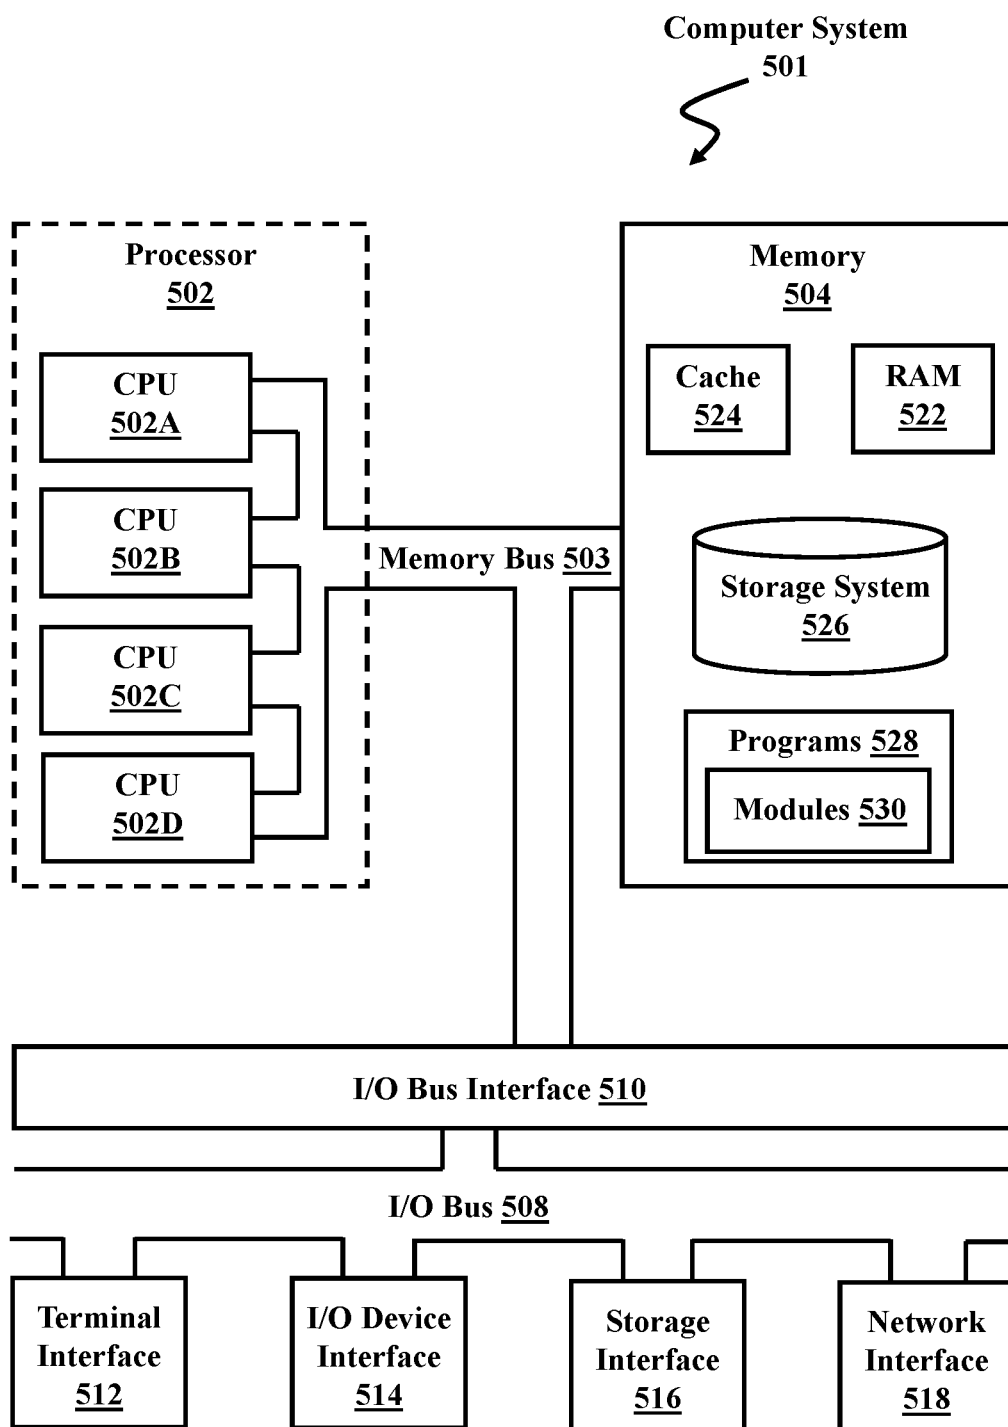 Computer System
501
Processor
502
Memory
504
CPU
502A
CPU
502B
CPU
502C
CPU
502D
Memory Bus 503
Cache
524
RAM
522
Storage System
526
Programs 528
Modules 530
I/O Bus Interface 510
I/O Bus 508
Terminal
Interface
512
I/O Device
Interface
514
Storage
Interface
516
Network
Interface
518